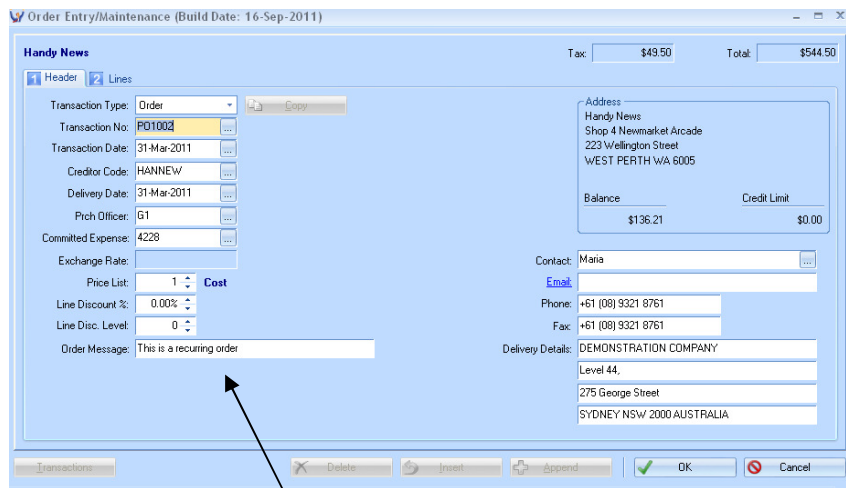 Order Entry/Maintenance (Build Date: 16-Sep-2011)
Handy News
Tax: $49.50 Total: $544.50
1 Header 2 Lines
Transaction Type: Order Copy
Transaction No: PO1002 ...
Transaction Date: 31-Mar-2011 ...
Creditor Code: HANNEW ...
Delivery Date: 31-Mar-2011 ...
Prch Officer: G1 ...
Committed Expense: 4228 ...
Exchange Rate:
Price List: 1 Cost
Line Discount %: 0.00%
Line Disc. Level: 0
Order Message: This is a recurring order
Address
Handy News
Shop 4 Newmarket Arcade
223 Wellington Street
WEST PERTH WA 6005
Balance Credit Limit
$136.21 $0.00
Contact: Maria ...
Email:
Phone: +61 (08) 9321 8761
Fax: +61 (08) 9321 8761
Delivery Details: DEMONSTRATION COMPANY
Level 44,
275 George Street
SYDNEY NSW 2000 AUSTRALIA
Transactions Delete Insert Append OK Cancel